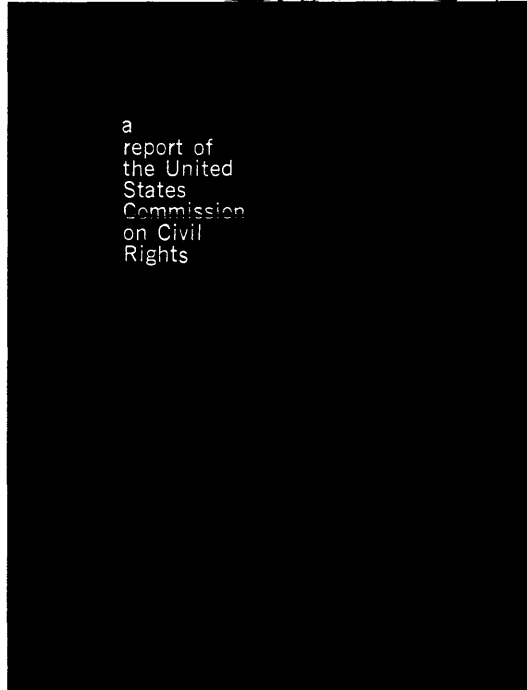 a
report of
the United
States
Commission
on Civil
Rights